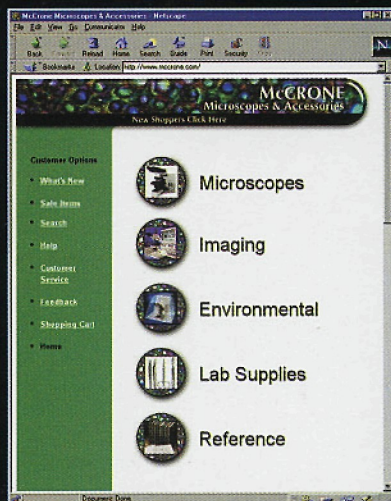 McCrone Microscopes & Accessories - Netscape
File Edit View Go Communicator Help
Back Reload Home Search Guide Print Security
Bookmarks Location: http://www.mccrone.com/
McCRONE
Microscopes & Accessories
New Shoppers Click Here
Customer Options
What's New
Sale Items
Search
Help
Customer
Service
Feedback
Shopping Cart
Home
Microscopes
Imaging
Environmental
Lab Supplies
Reference
Document: Done